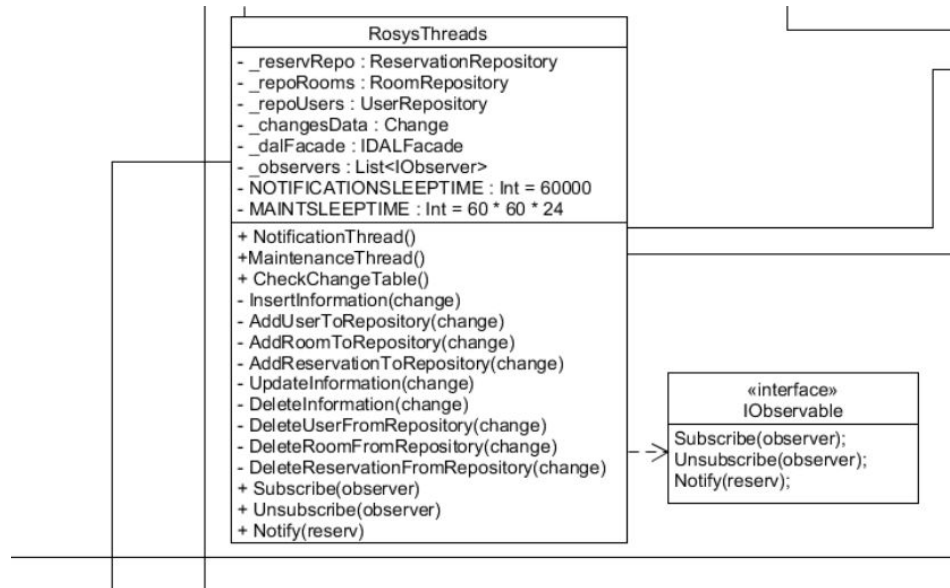 RosysThreads
- _reservRepo : ReservationRepository
- _repoRooms : RoomRepository
- _repoUsers : UserRepository
- _changesData : Change
- _dalFacade : IDALFacade
- _observers : List<IObserver>
- NOTIFICATIONSLEEPTIME : Int = 60000
- MAINTSLEEPTIME : Int = 60 * 60 * 24
+ NotificationThread()
+MaintenanceThread()
+ CheckChangeTable()
- InsertInformation(change)
- AddUserToRepository(change)
- AddRoomToRepository(change)
- AddReservationToRepository(change)
- UpdateInformation(change)
- DeleteInformation(change)
- DeleteUserFromRepository(change)
- DeleteRoomFromRepository(change)
- DeleteReservationFromRepository(change)
+ Subscribe(observer)
+ Unsubscribe(observer)
+ Notify(reserv)
«interface»
IObservable
Subscribe(observer);
Unsubscribe(observer);
Notify(reserv);